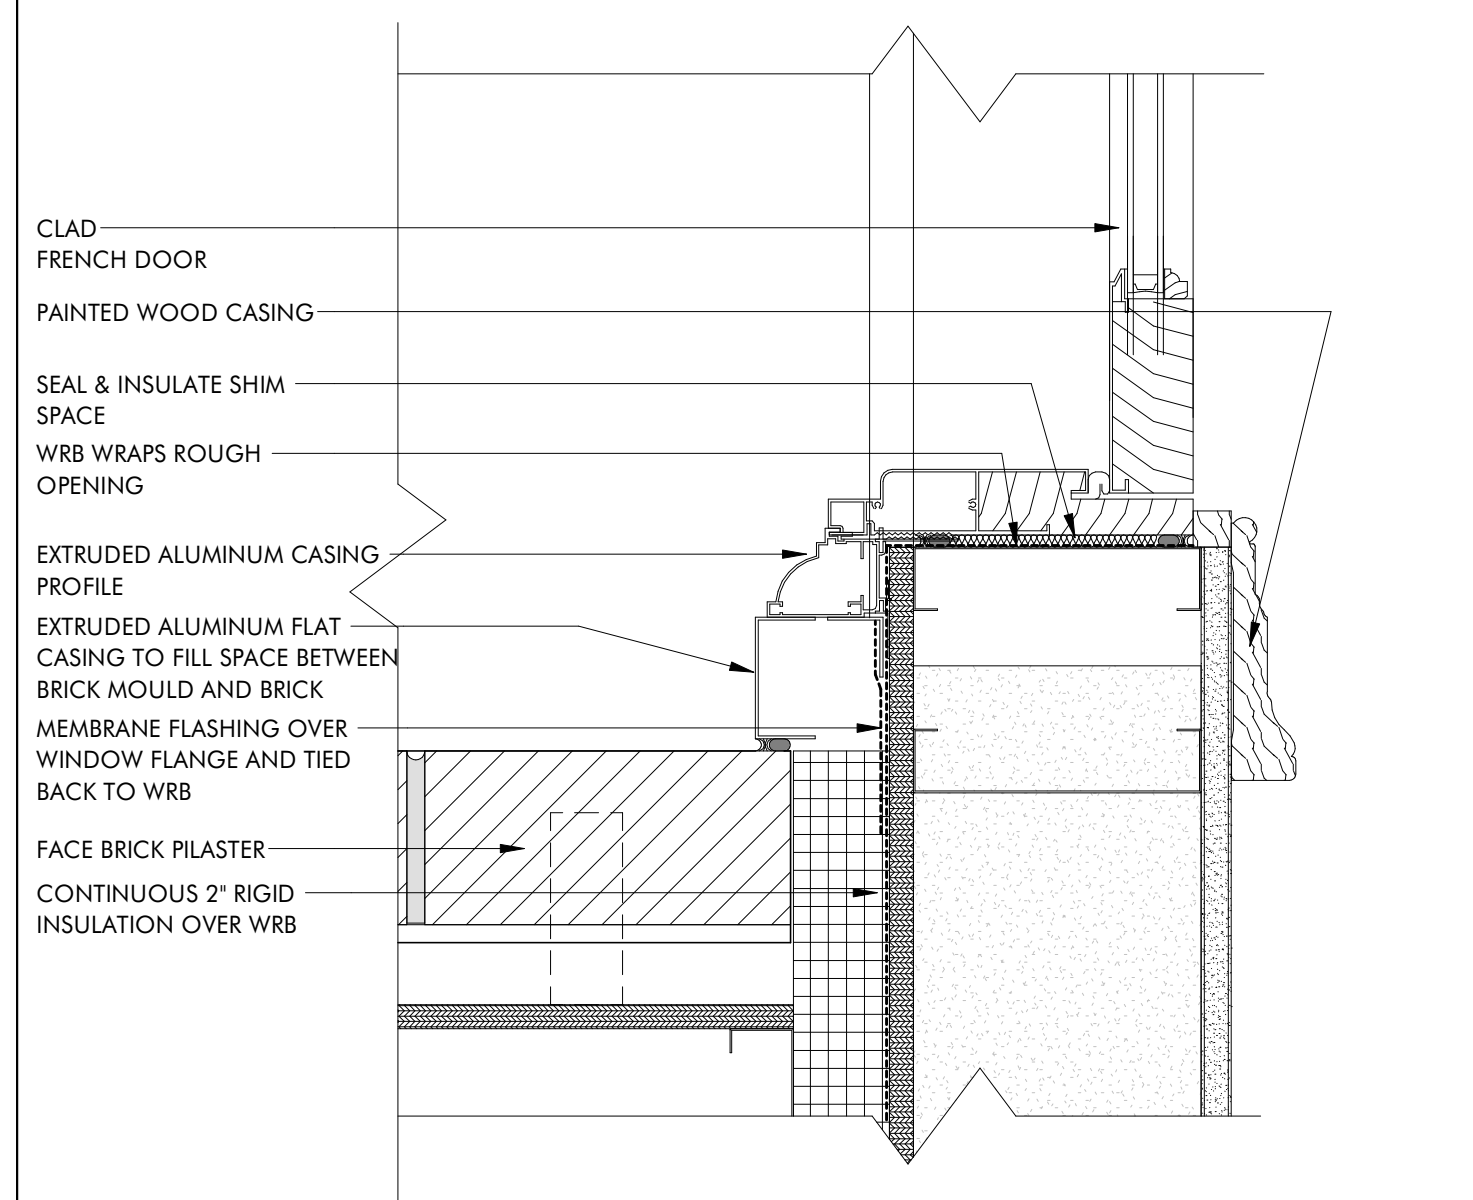 CLAD
FRENCH DOOR
PAINTED WOOD CASING
SEAL & INSULATE SHIM
SPACE
WRB WRAPS ROUGH
OPENING
EXTRUDED ALUMINUM CASING
PROFILE
EXTRUDED ALUMINUM FLAT
CASING TO FILL SPACE BETWEEN
BRICK MOULD AND BRICK
MEMBRANE FLASHING OVER
WINDOW FLANGE AND TIED
BACK TO WRB
FACE BRICK PILASTER
CONTINUOUS 2" RIGID
INSULATION OVER WRB